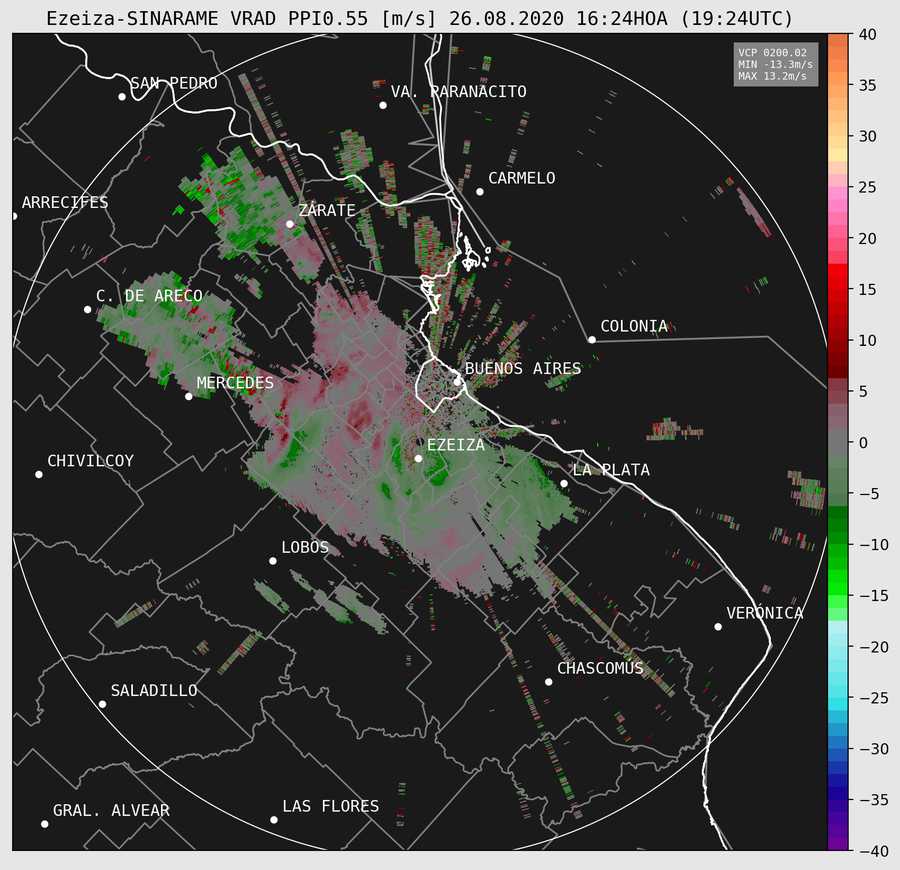 Ezeiza-SINARAME VRAD PPI0.55 [m/s] 26.08.2020 16:24HOA (19:24UTC)
VCP 0200.02
MIN -13.3m/s
MAX 13.2m/s
SAN PEDRO
VA. PARANACITO
CARMELO
ARRECIFES
ZÁRATE
C. DE ARECO
COLONIA
BUENOS AIRES
MERCEDES
EZEIZA
CHIVILCOY
LA PLATA
LOBOS
VERÓNICA
CHASCOMÚS
SALADILLO
GRAL. ALVEAR
LAS FLORES
40
35
30
25
20
15
10
5
0
−5
−10
−15
−20
−25
−30
−35
−40